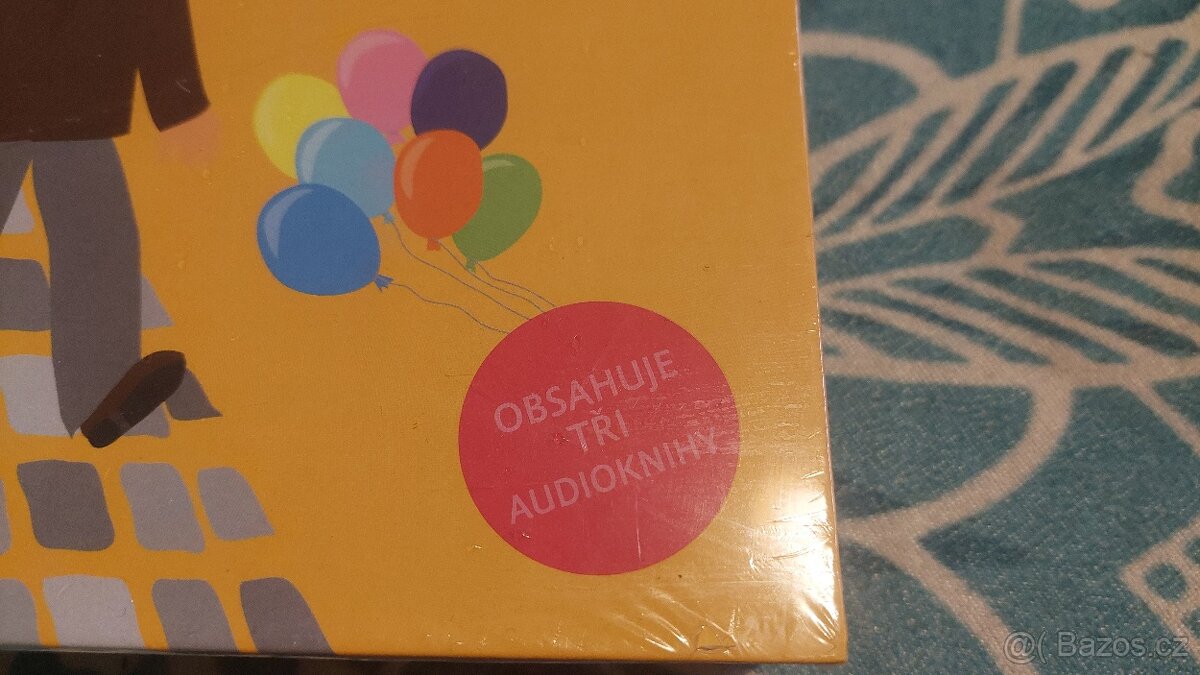 OBSAHUJE
TŘI
AUDIOKNIHY
@( Bazos.cz